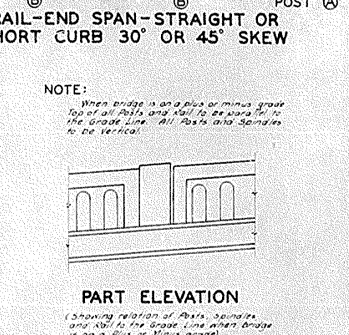 POST A
RAIL-END SPAN-STRAIGHT OR
SHORT CURB 30° OR 45° SKEW
NOTE:
When bridge is on a plus or minus grade
Top of all Posts and Rail to be parallel to
the Grade Line. All Posts and Spindles
to be Vertical.
PART ELEVATION
(Showing relation of Posts, Spindles
and Rail to the Grade Line when bridge
is on a Plus or Minus grade)